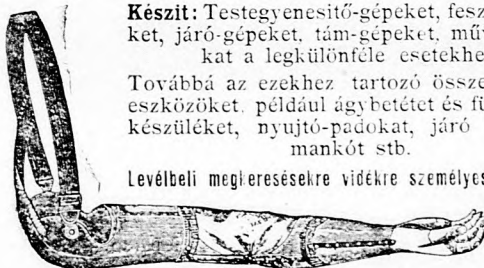 Készit: Testegyenesitő-gépeket, fesz
ket, járó-gépeket, tám-gépeket, mű
kat a legkülönféle esetekhe
Továbbá az ezekhez tartozó össze
eszközöket. például ágybetétet és fü
készüléket, nyujtó-padokat, járó
mankót stb.
Levélbeli megkeresésekre vidékre személyes